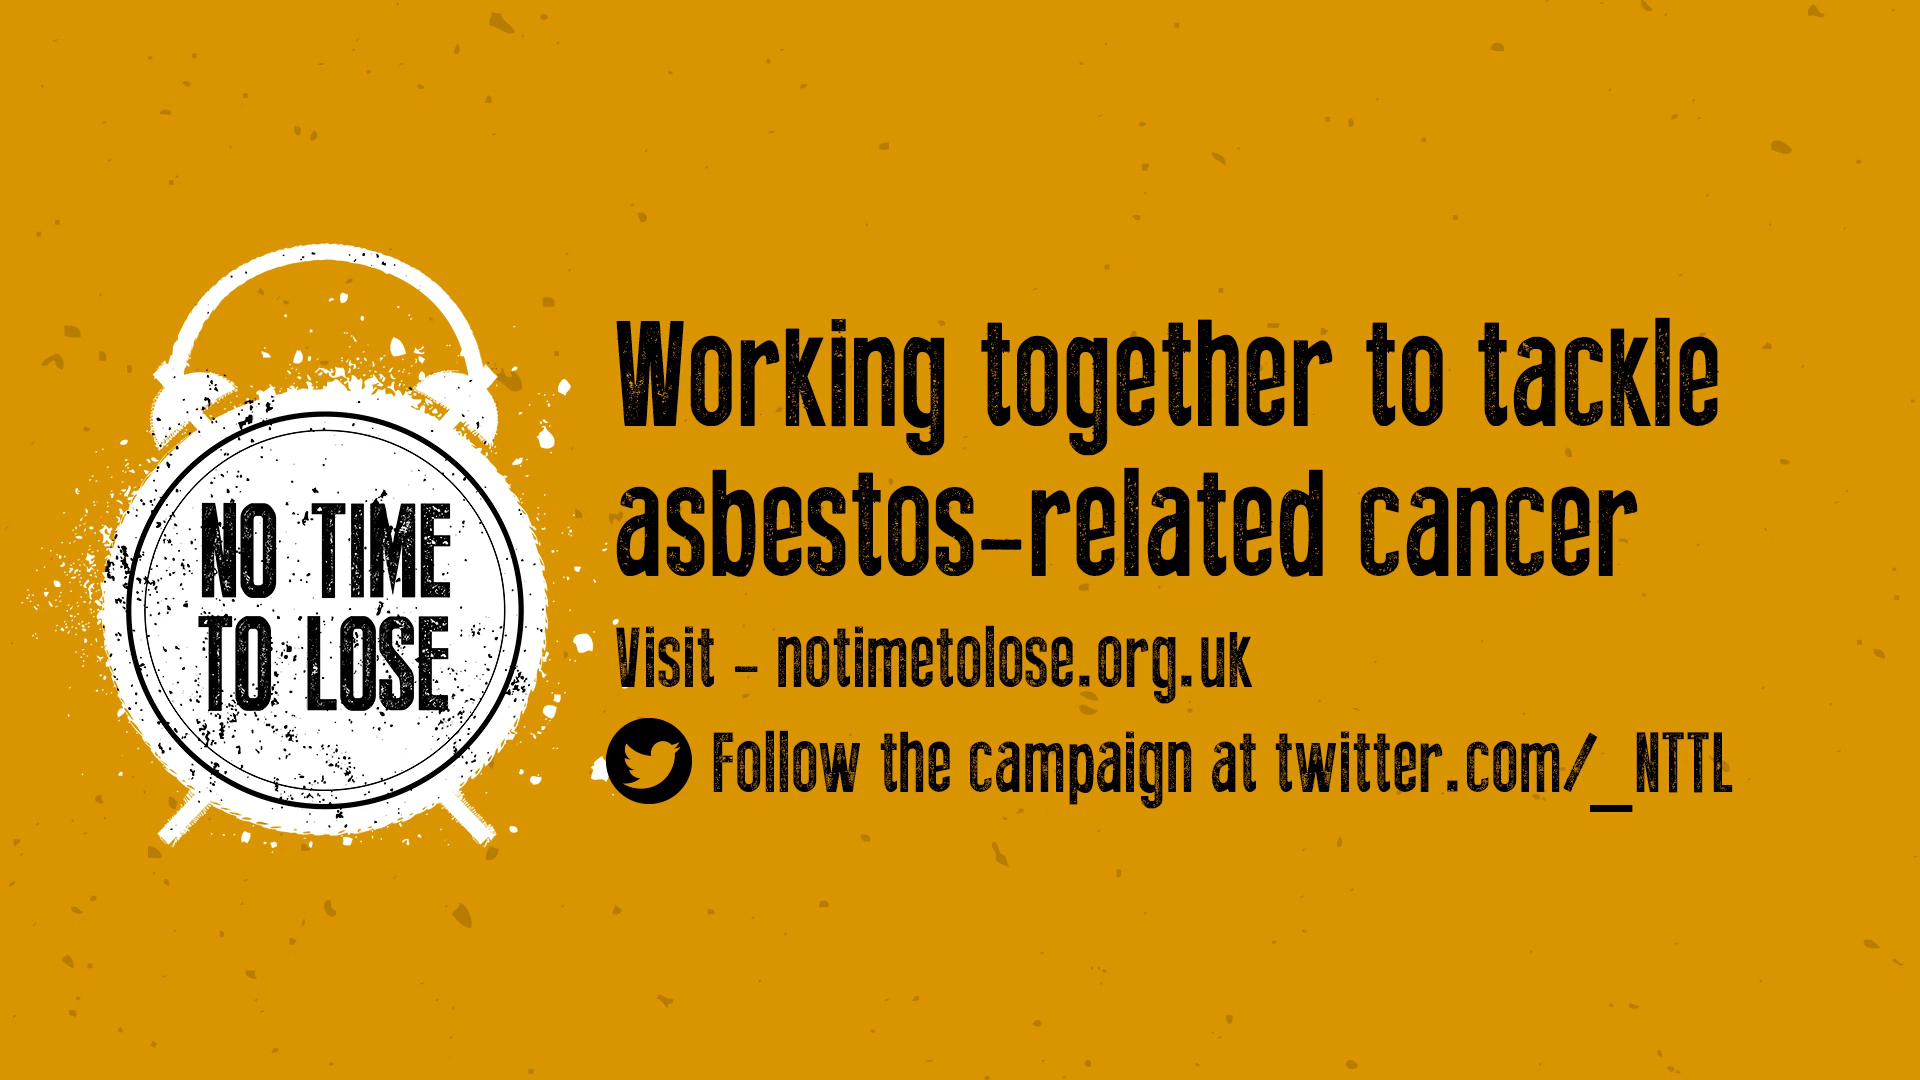 NO TIME
TO LOSE
Working together to tackle
asbestos-related cancer
Visit - notimetolose.org.uk
Follow the campaign at twitter.com/_NTTL